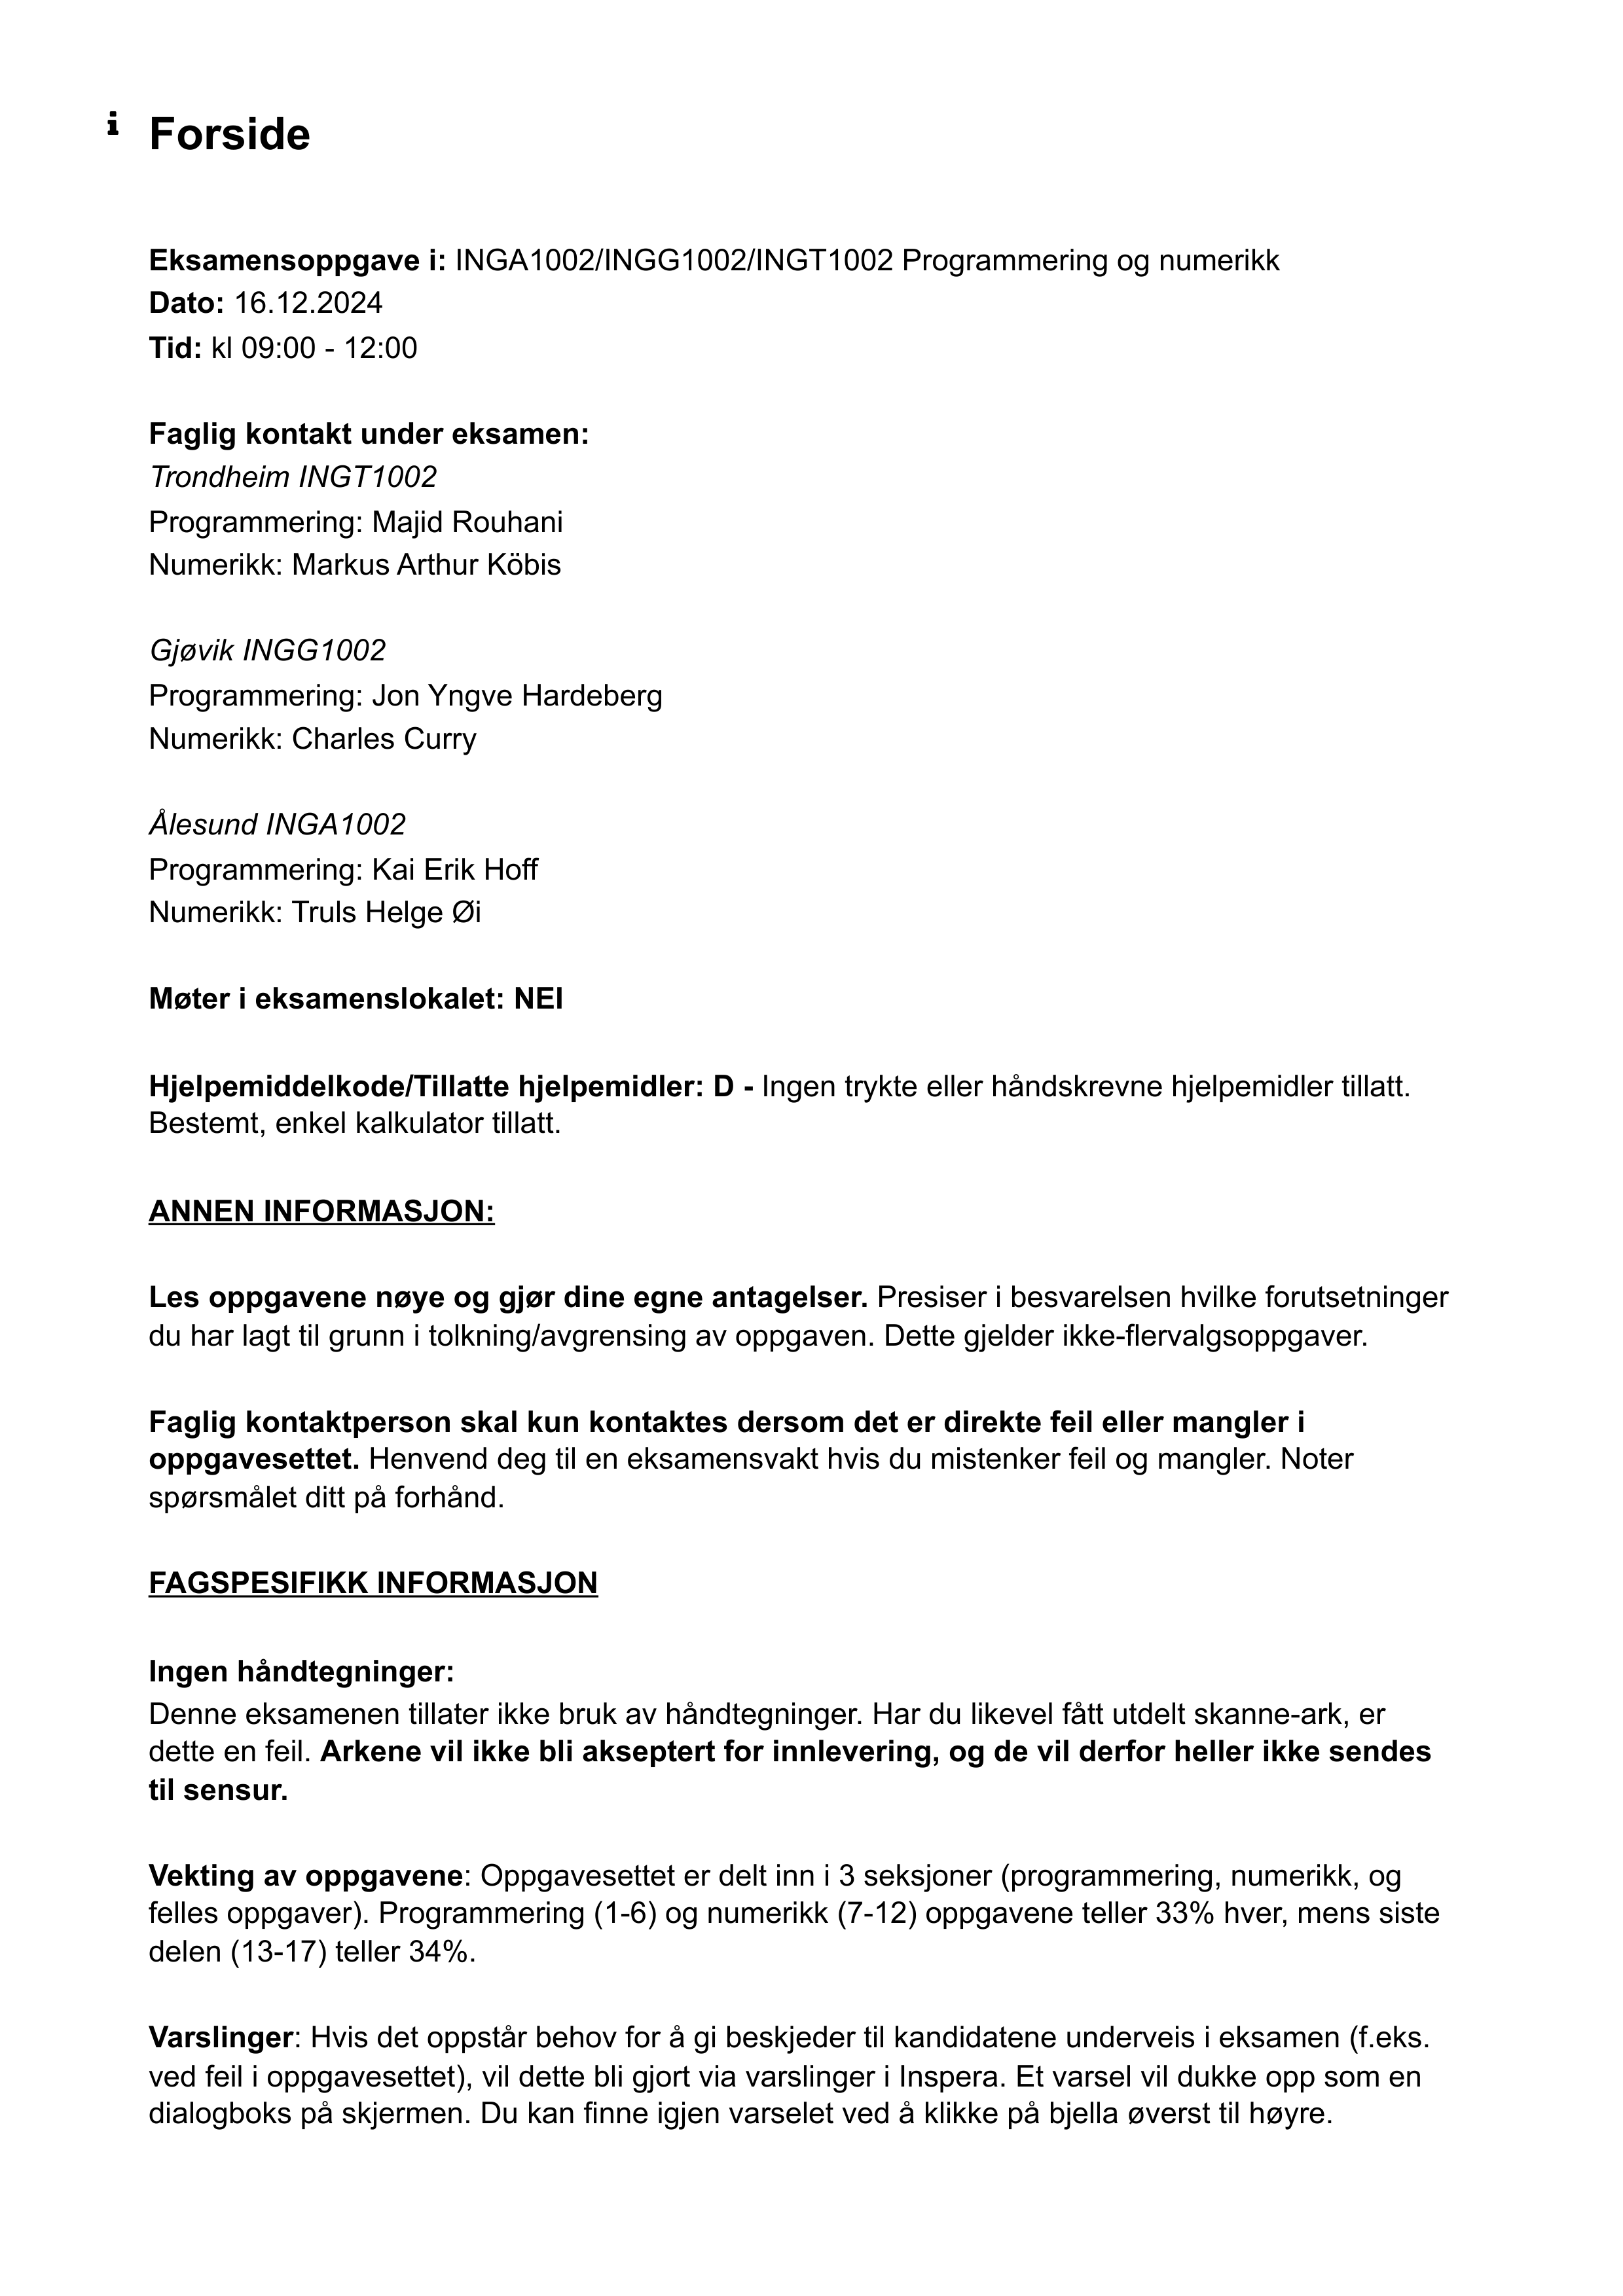 i Forside
Eksamensoppgave i: INGA1002/INGG1002/INGT1002 Programmering og numerikk
Dato: 16.12.2024
Tid: kl 09:00 - 12:00
Faglig kontakt under eksamen:
Trondheim INGT1002
Programmering: Majid Rouhani
Numerikk: Markus Arthur Köbis
Gjøvik INGG1002
Programmering: Jon Yngve Hardeberg
Numerikk: Charles Curry
Ålesund INGA1002
Programmering: Kai Erik Hoff
Numerikk: Truls Helge Øi
Møter i eksamenslokalet: NEI
Hjelpemiddelkode/Tillatte hjelpemidler: D - Ingen trykte eller håndskrevne hjelpemidler tillatt.
Bestemt, enkel kalkulator tillatt.
ANNEN INFORMASJON:
Les oppgavene nøye og gjør dine egne antagelser. Presiser i besvarelsen hvilke forutsetninger
du har lagt til grunn i tolkning/avgrensing av oppgaven. Dette gjelder ikke-flervalgsoppgaver.
Faglig kontaktperson skal kun kontaktes dersom det er direkte feil eller mangler i
oppgavesettet. Henvend deg til en eksamensvakt hvis du mistenker feil og mangler. Noter
spørsmålet ditt på forhånd.
FAGSPESIFIKK INFORMASJON
Ingen håndtegninger:
Denne eksamenen tillater ikke bruk av håndtegninger. Har du likevel fått utdelt skanne-ark, er
dette en feil. Arkene vil ikke bli akseptert for innlevering, og de vil derfor heller ikke sendes
til sensur.
Vekting av oppgavene: Oppgavesettet er delt inn i 3 seksjoner (programmering, numerikk, og
felles oppgaver). Programmering (1-6) og numerikk (7-12) oppgavene teller 33% hver, mens siste
delen (13-17) teller 34%.
Varslinger: Hvis det oppstår behov for å gi beskjeder til kandidatene underveis i eksamen (f.eks.
ved feil i oppgavesettet), vil dette bli gjort via varslinger i Inspera. Et varsel vil dukke opp som en
dialogboks på skjermen. Du kan finne igjen varselet ved å klikke på bjella øverst til høyre.